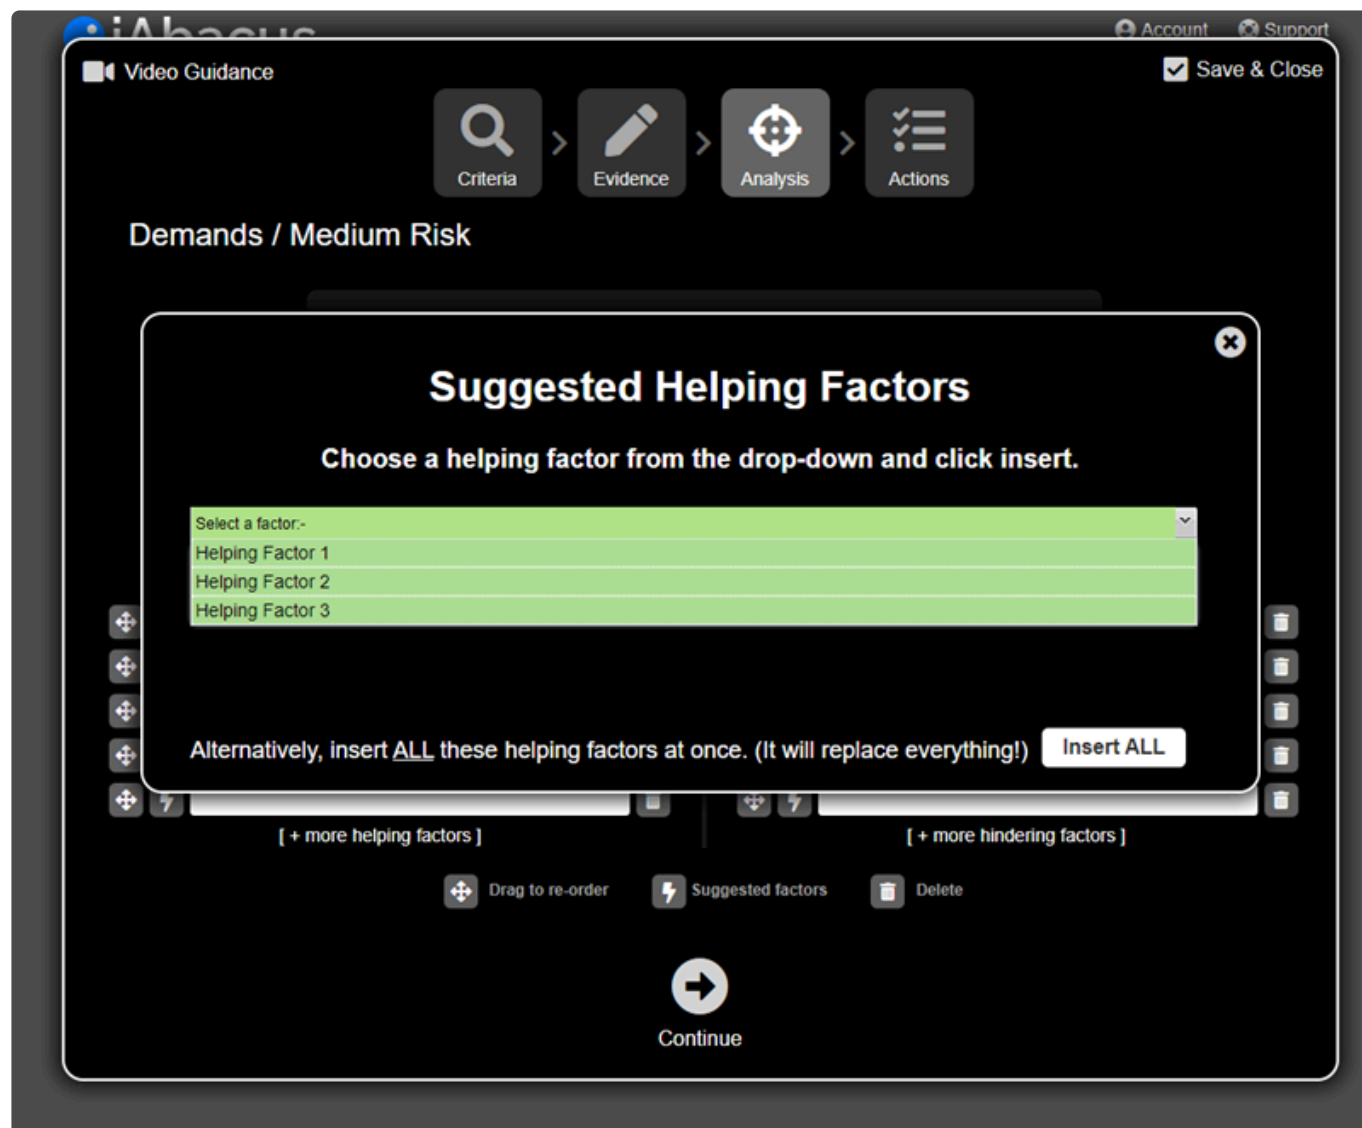 iAbacus
Account Support
Video Guidance
Save & Close
Criteria Evidence Analysis Actions
Demands / Medium Risk
Suggested Helping Factors
Choose a helping factor from the drop-down and click insert.
Select a factor:-
Helping Factor 1
Helping Factor 2
Helping Factor 3
Alternatively, insert ALL these helping factors at once. (It will replace everything!) Insert ALL
[ + more helping factors ] [ + more hindering factors ]
Drag to re-order Suggested factors Delete
Continue